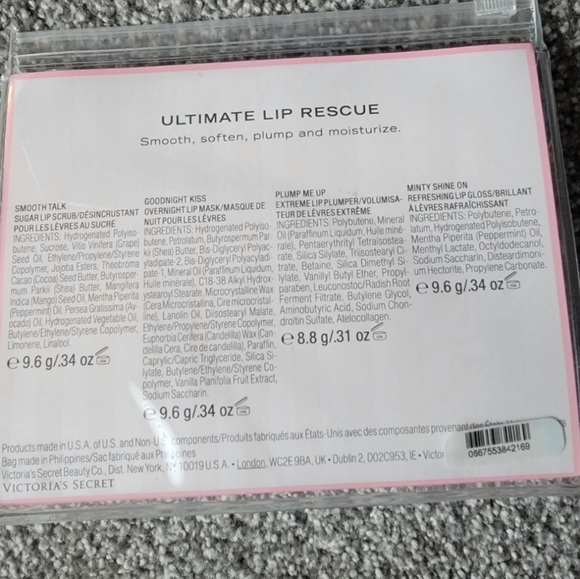 ULTIMATE LIP RESCUE
Smooth, soften, plump and moisturize.
SMOOTH TALK
SUGAR LIP SCRUB/DÉSINCRUSTANT
POUR LES LÈVRES AU SUCRE
INGREDIENTS: Hydrogenated Polyiso-
butene, Sucrose, Vitis Vinifera (Grape)
Seed Oil, Ethylene/Propylene/Styrene
Copolymer, Jojoba Esters, Theobroma
Cacao (Cocoa) Seed Butter, Butyrosper-
mum Parkii (Shea) Butter, Mangifera
Indica (Mango) Seed Oil, Mentha Piperita
(Peppermint) Oil, Persea Gratissima (Av-
ocado) Oil, Hydrogenated Vegetable Oil,
Butylene/Ethylene/Styrene Copolymer,
Limonene, Linalool.
e 9.6 g/.34 oz
GOODNIGHT KISS
OVERNIGHT LIP MASK/MASQUE DE
NUIT POUR LES LÈVRES
INGREDIENTS: Hydrogenated Polyiso-
butene, Petrolatum, Butyrospermum Par-
kii (Shea) Butter, Bis-Diglyceryl Polyac-
yladipate-2, Bis-Diglyceryl Polyacyladi-
pate-1, Mineral Oil (Paraffinum Liquidum,
Huile minérale), C18-38 Alkyl Hydrox-
ystearoyl Stearate, Microcrystalline Wax
(Cera Microcristallina, Cire microcristal-
line), Lanolin Oil, Diisostearyl Malate,
Ethylene/Propylene/Styrene Copolymer,
Euphorbia Cerifera (Candelilla) Wax (Can-
delilla Cera, Cire de candelilla), Paraffin,
Caprylic/Capric Triglyceride, Silica Si-
lylate, Butylene/Ethylene/Styrene Co-
polymer, Vanilla Planifolia Fruit Extract,
Sodium Saccharin.
e 9.6 g/.34 oz
PLUMP ME UP
EXTREME LIP PLUMPER/VOLUMISA-
TEUR DE LÈVRES EXTRÊME
INGREDIENTS: Polybutene, Mineral
Oil (Paraffinum Liquidum, Huile miné-
rale), Pentaerythrityl Tetraisostea-
rate, Silica Silylate, Triisostearyl Ci-
trate, Betaine, Silica Dimethyl Si-
lylate, Vanillyl Butyl Ether, Propyl-
paraben, Leuconostoc/Radish Root
Ferment Filtrate, Butylene Glycol,
Aminobutyric Acid, Sodium Chon-
droitin Sulfate, Atelocollagen.
e 8.8 g/.31 oz
MINTY SHINE ON
REFRESHING LIP GLOSS/BRILLANT
À LÈVRES RAFRAÎCHISSANT
INGREDIENTS: Polybutene, Petro-
latum, Hydrogenated Polyisobutene,
Mentha Piperita (Peppermint) Oil,
Menthyl Lactate, Octyldodecanol,
Sodium Saccharin, Disteardimoni-
um Hectorite, Propylene Carbonate.
e 9.6 g/.34 oz
Products made in U.S.A. of U.S. and Non-U.S. components/Produits fabriqués aux États-Unis avec des composantes provenant des
Bag made in Philippines/Sac fabriqué aux Philippines
Victoria's Secret Beauty Co., Dist. New York, NY 10019 U.S.A. • London, WC2E 9BA, UK • Dublin 2, D02C953, IE • Victor
VICTORIA'S SECRET
0667553842169